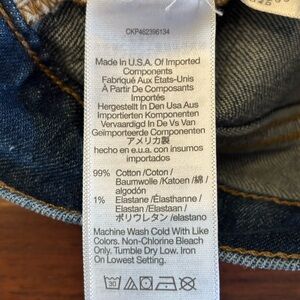 CKP462396134
Made In U.S.A. Of Imported
Components
Fabriqué Aux États-Unis
À Partir De Composants
Importés
Hergestellt In Den Usa Aus
Importierten Komponenten
Vervaardigd In De Vs Van
Geïmporteerde Componenten
アメリカ製
hecho en e.u.a. con insumos
importados
99% Cotton /Coton /
Baumwolle /Katoen /綿 /
algodón
1% Elastane /Élasthanne /
Elastan /Elastaan /
ポリウレタン /elastano
Machine Wash Cold With Like
Colors. Non-Chlorine Bleach
Only. Tumble Dry Low. Iron
On Lowest Setting.
30